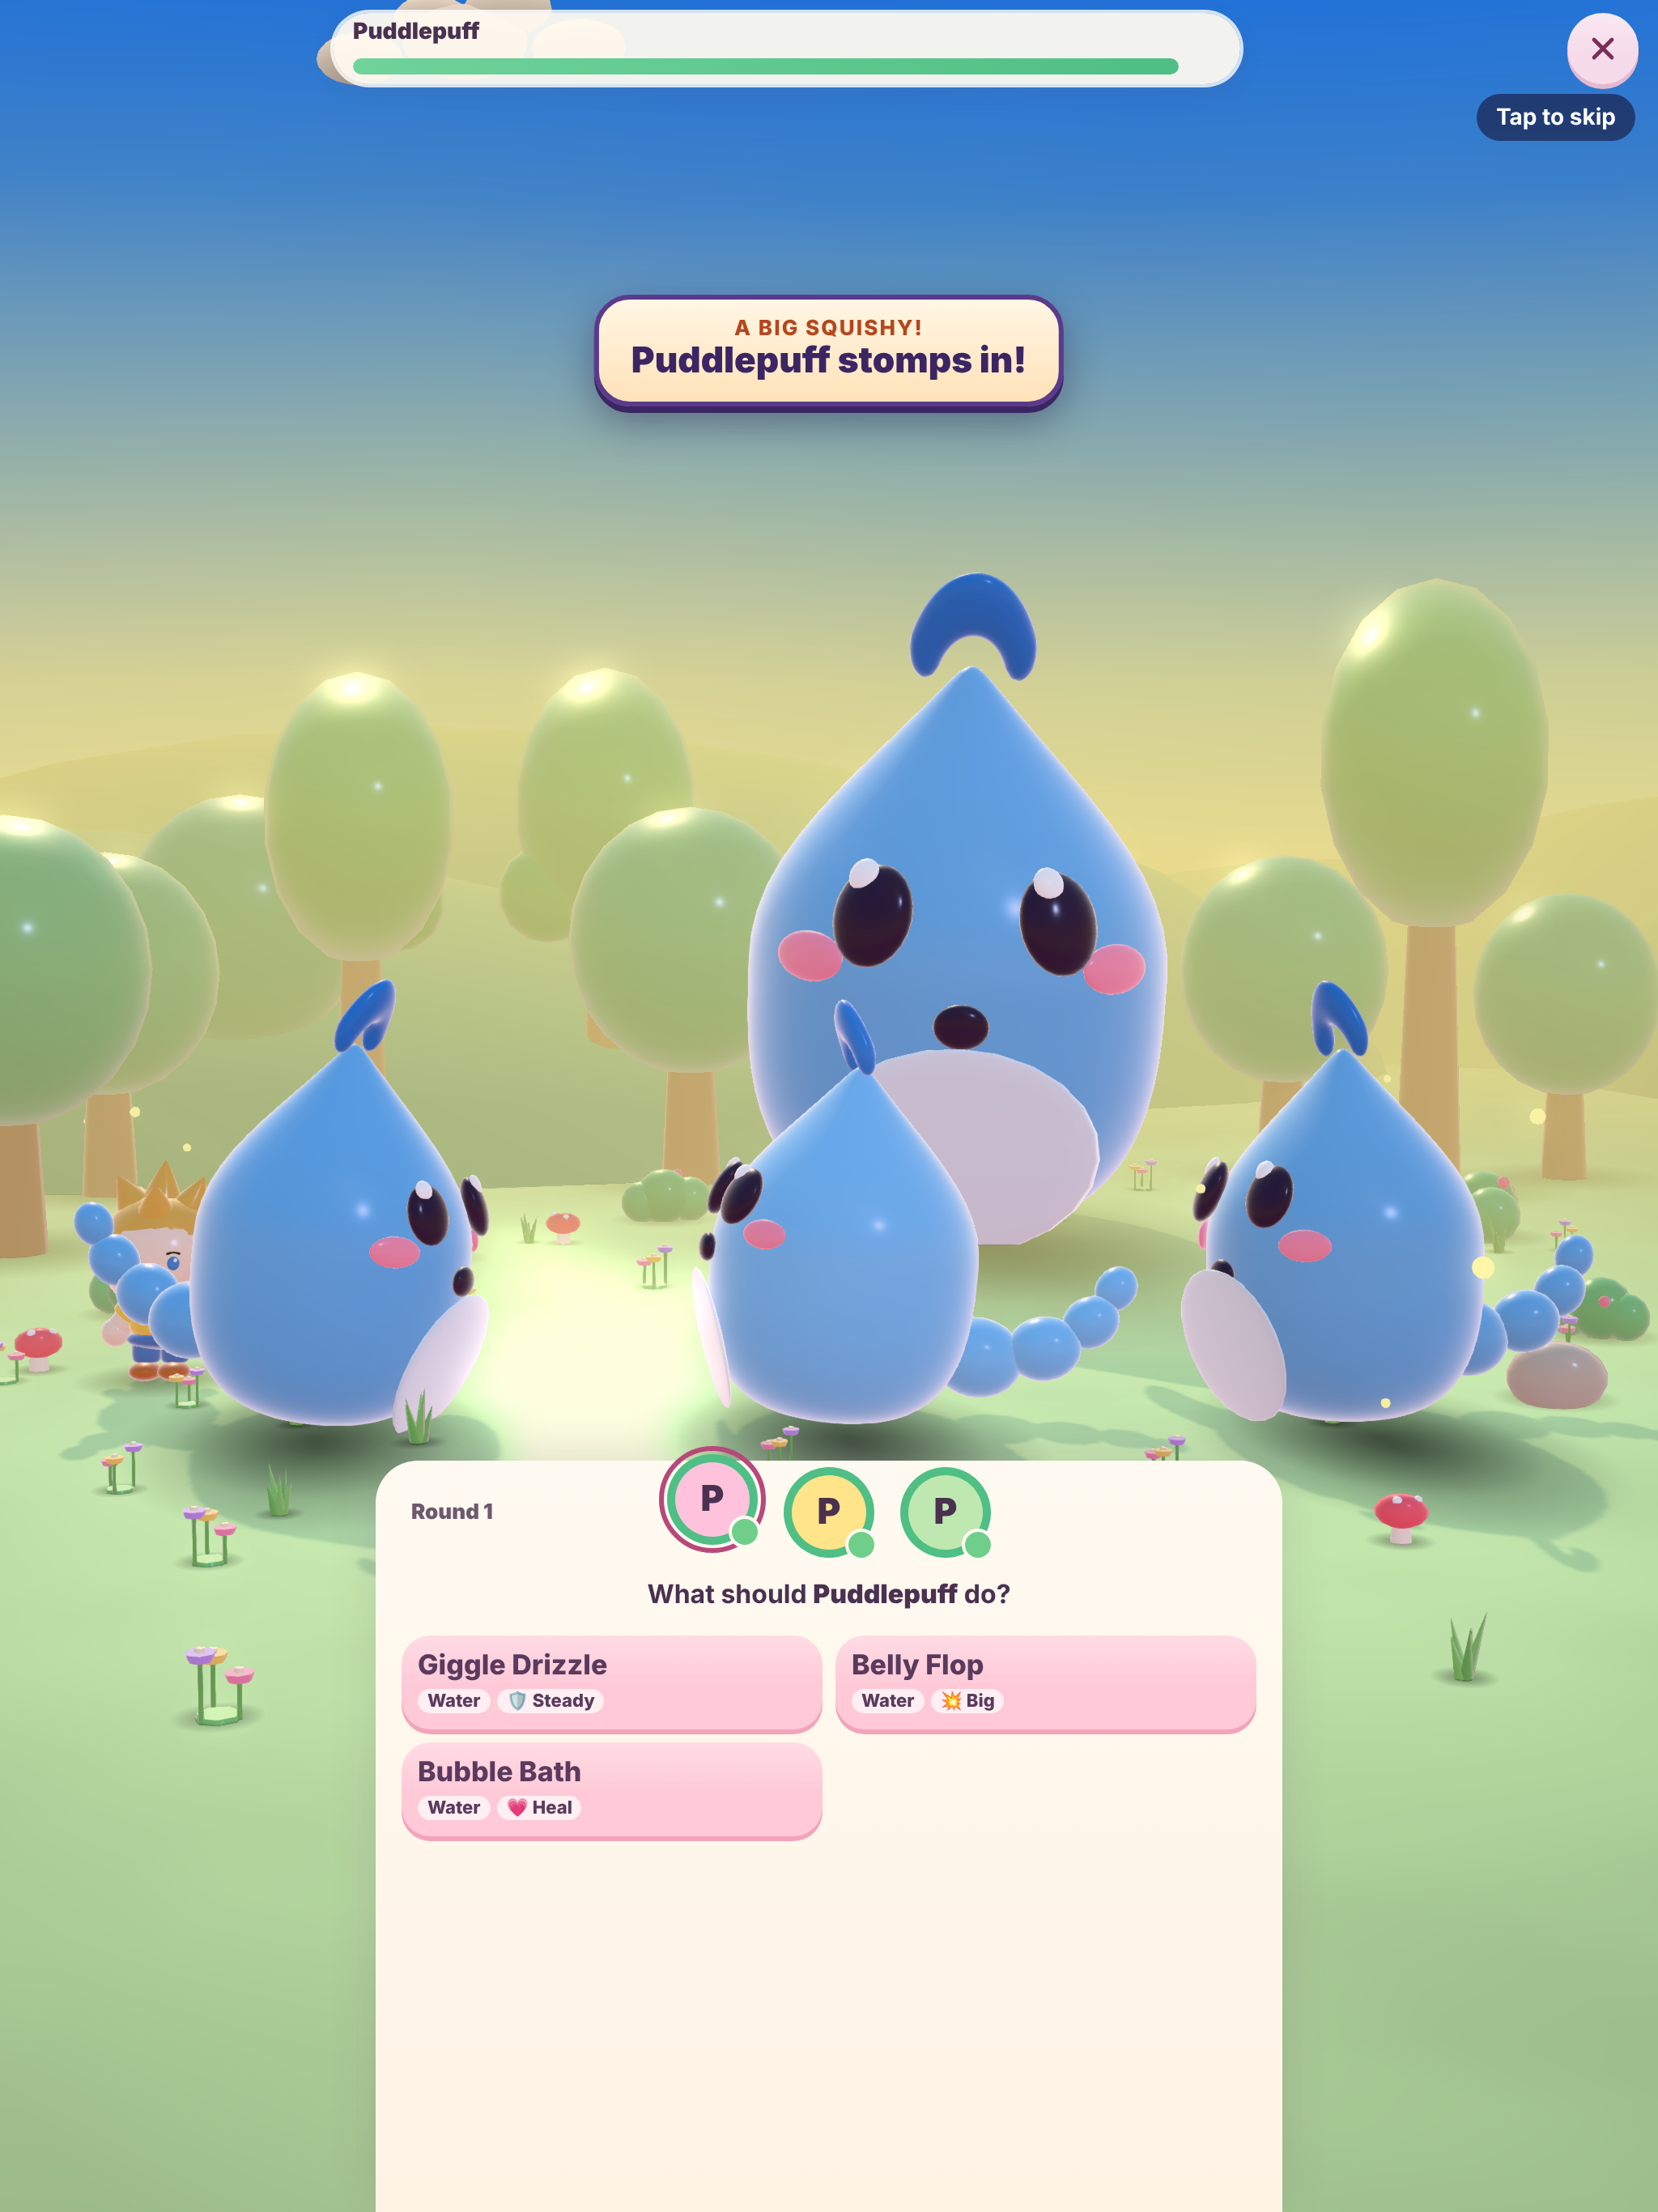 Puddlepuff
Tap to skip
A BIG SQUISHY!
Puddlepuff stomps in!
Round 1
P
P
P
What should Puddlepuff do?
Giggle Drizzle
Water 🛡️ Steady
Belly Flop
Water 💥 Big
Bubble Bath
Water 💗 Heal